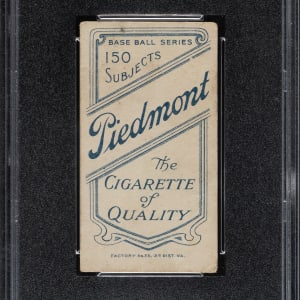 BASE BALL SERIES
150
SUBJECTS
Piedmont
The
CIGARETTE
of
QUALITY
FACTORY No 25, 2ND DIST. VA.